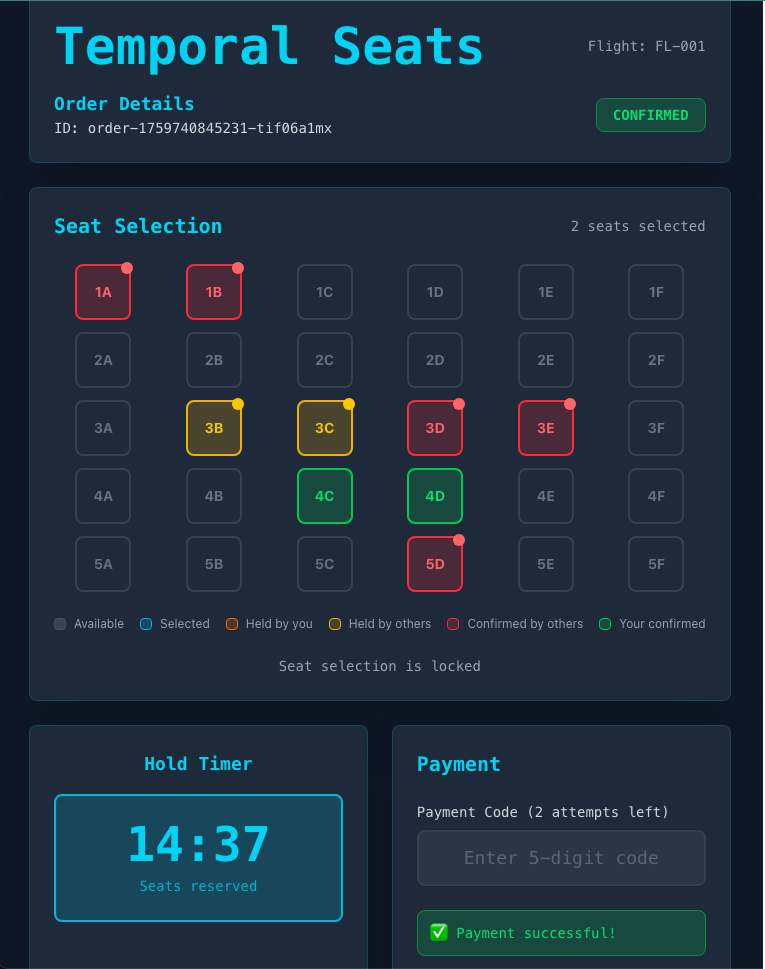 Temporal Seats
Flight: FL-001
Order Details
ID: order-1759740845231-tif06a1mx
CONFIRMED
Seat Selection
2 seats selected
1A 1B 1C 1D 1E 1F
2A 2B 2C 2D 2E 2F
3A 3B 3C 3D 3E 3F
4A 4B 4C 4D 4E 4F
5A 5B 5C 5D 5E 5F
Available Selected Held by you Held by others Confirmed by others Your confirmed
Seat selection is locked
Hold Timer
14:37
Seats reserved
Payment
Payment Code (2 attempts left)
Enter 5-digit code
✅ Payment successful!